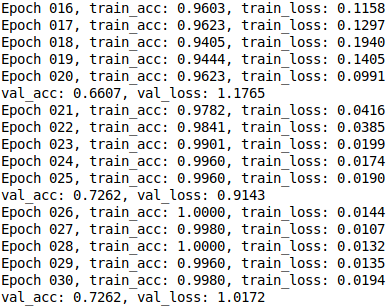 Epoch 016, train_acc: 0.9603, train_loss: 0.1158
Epoch 017, train_acc: 0.9623, train_loss: 0.1297
Epoch 018, train_acc: 0.9405, train_loss: 0.1940
Epoch 019, train_acc: 0.9444, train_loss: 0.1405
Epoch 020, train_acc: 0.9623, train_loss: 0.0991
val_acc: 0.6607, val_loss: 1.1765
Epoch 021, train_acc: 0.9782, train_loss: 0.0416
Epoch 022, train_acc: 0.9841, train_loss: 0.0385
Epoch 023, train_acc: 0.9901, train_loss: 0.0199
Epoch 024, train_acc: 0.9960, train_loss: 0.0174
Epoch 025, train_acc: 0.9960, train_loss: 0.0190
val_acc: 0.7262, val_loss: 0.9143
Epoch 026, train_acc: 1.0000, train_loss: 0.0144
Epoch 027, train_acc: 0.9980, train_loss: 0.0107
Epoch 028, train_acc: 1.0000, train_loss: 0.0132
Epoch 029, train_acc: 0.9960, train_loss: 0.0135
Epoch 030, train_acc: 0.9980, train_loss: 0.0194
val_acc: 0.7262, val_loss: 1.0172